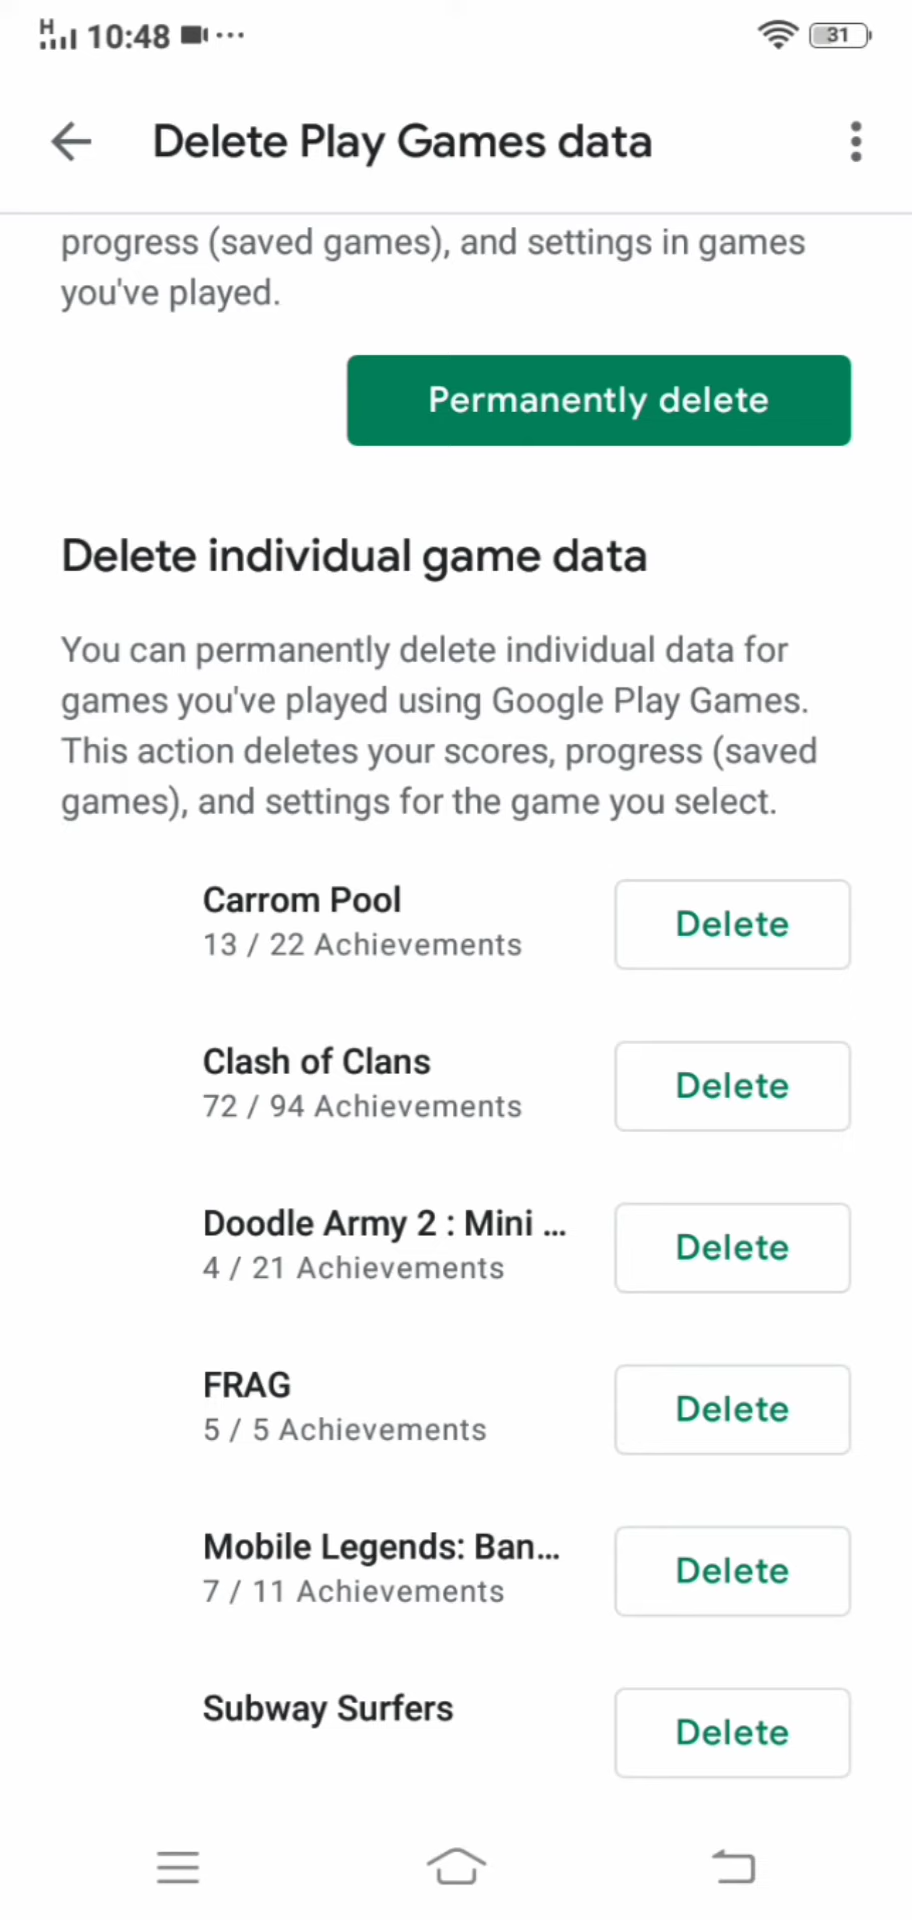 H 10:48 ... 31
Delete Play Games data
progress (saved games), and settings in games
you've played.
Permanently delete
Delete individual game data
You can permanently delete individual data for
games you've played using Google Play Games.
This action deletes your scores, progress (saved
games), and settings for the game you select.
Carrom Pool
13 / 22 Achievements
Delete
Clash of Clans
72 / 94 Achievements
Delete
Doodle Army 2 : Mini ...
4 / 21 Achievements
Delete
FRAG
5 / 5 Achievements
Delete
Mobile Legends: Ban...
7 / 11 Achievements
Delete
Subway Surfers
Delete